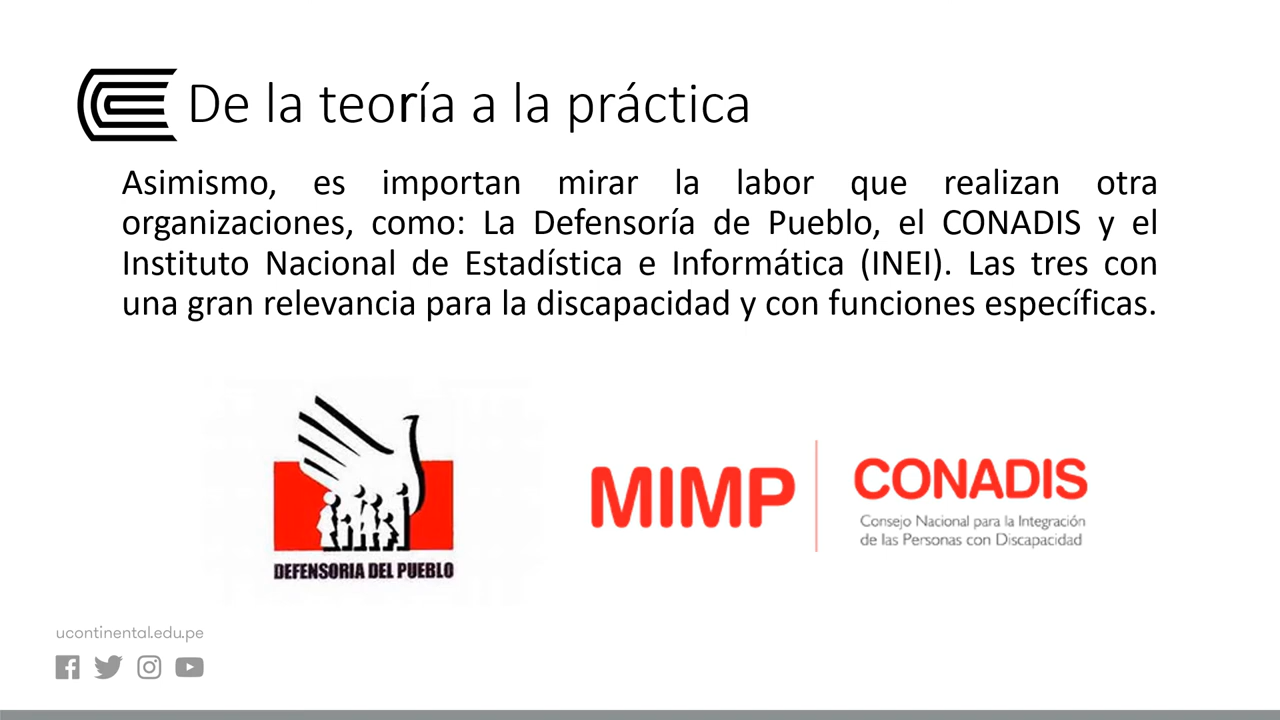 De la teoría a la práctica
Asimismo, es importan mirar la labor que realizan otra
organizaciones, como: La Defensoría de Pueblo, el CONADIS y el
Instituto Nacional de Estadística e Informática (INEI). Las tres con
una gran relevancia para la discapacidad y con funciones específicas.
DEFENSORIA DEL PUEBLO
MIMP
CONADIS
Consejo Nacional para la Integración
de las Personas con Discapacidad
ucontinental.edu.pe